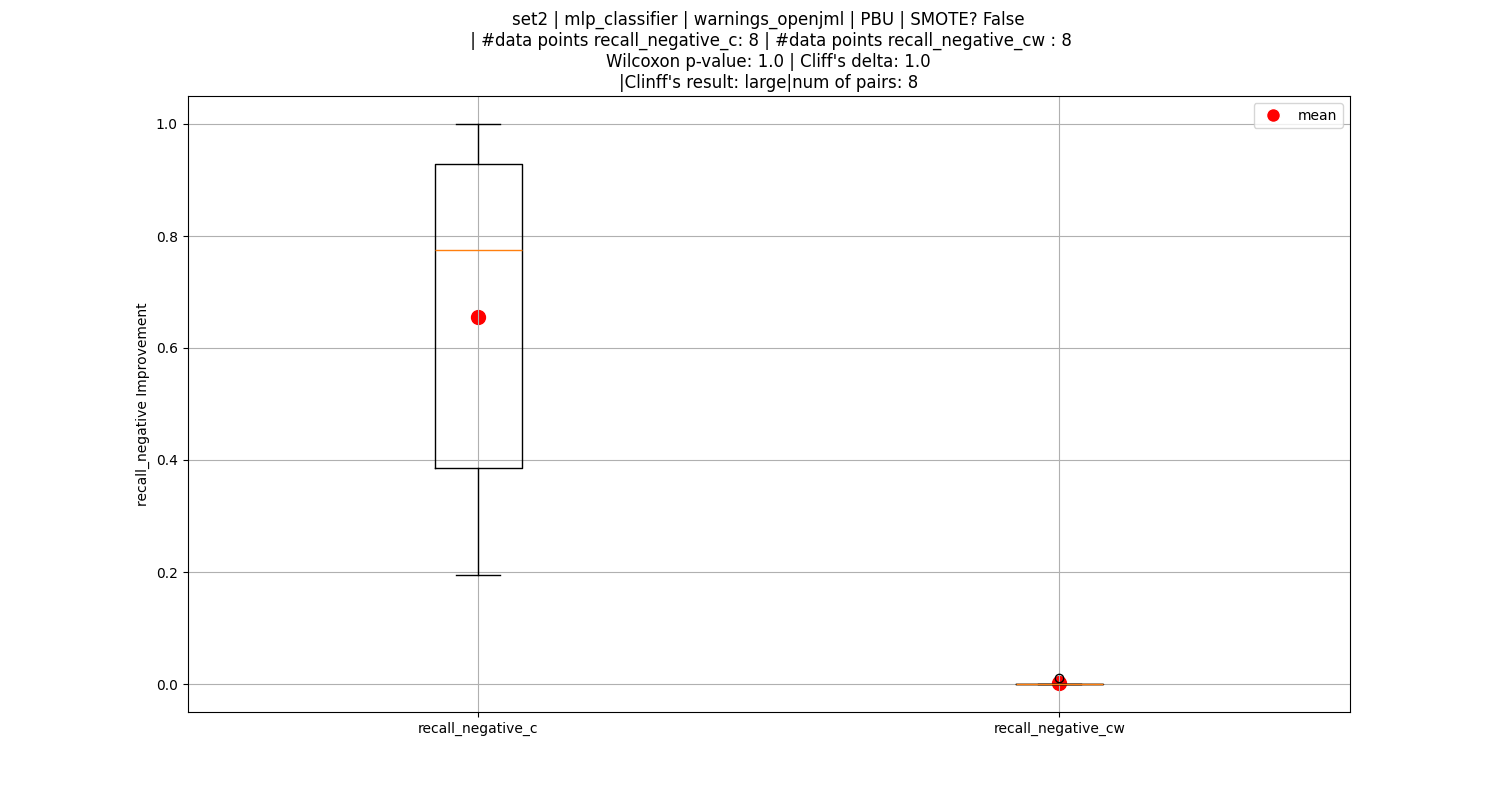 set2 | mlp_classifier | warnings_openjml | PBU | SMOTE? False
| #data points recall_negative_c: 8 | #data points recall_negative_cw : 8
Wilcoxon p-value: 1.0 | Cliff's delta: 1.0
|Clinff's result: large|num of pairs: 8
mean
1.0
0.8
0.6
0.4
0.2
0.0
recall_negative Improvement
recall_negative_c
recall_negative_cw